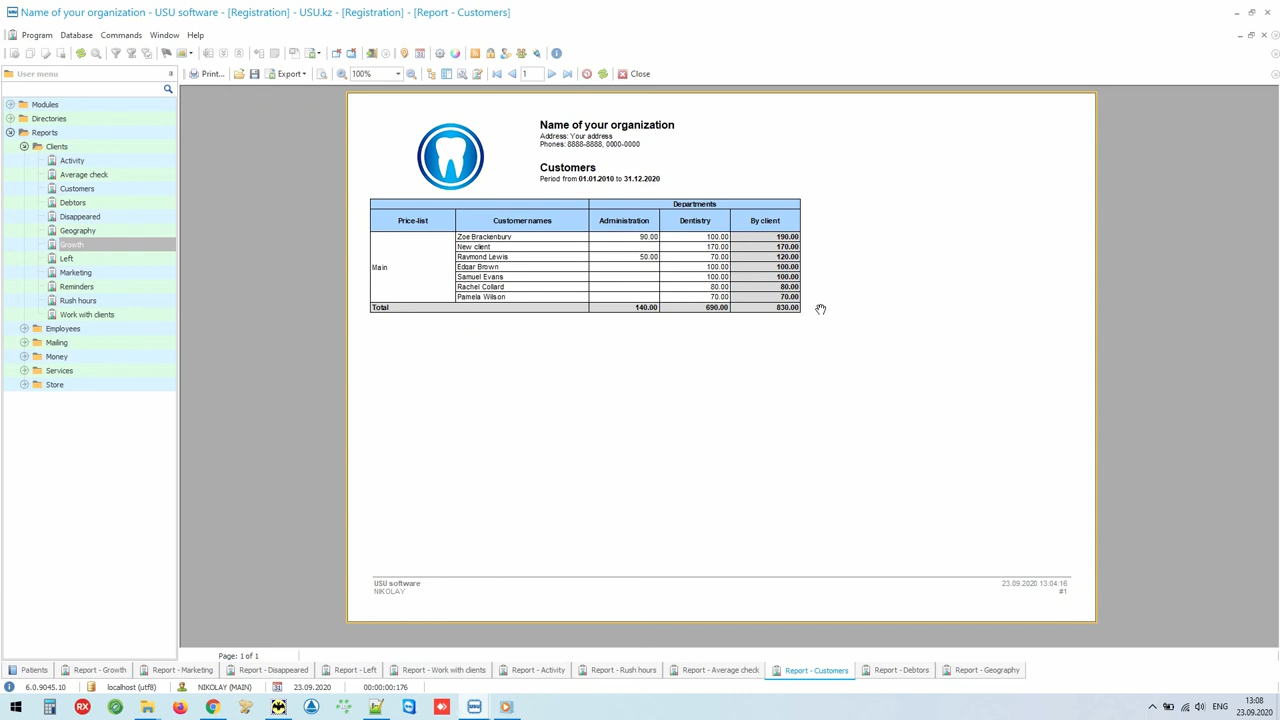 Name of your organization - USU software - [Registration] - USU.kz - [Registration] - [Report - Customers]
Program Database Commands Window Help
Print... Export 100% 1 Close
User menu
Modules
Directories
Reports
Clients
Activity
Average check
Customers
Debtors
Disappeared
Geography
Growth
Left
Marketing
Reminders
Rush hours
Work with clients
Employees
Mailing
Money
Services
Store
Name of your organization
Address: Your address
Phones: 8888-8888, 0000-0000
Customers
Period from 01.01.2010 to 31.12.2020
Departments
Price-list Customer names Administration Dentistry By client
Zoe Brackenbury 90.00 100.00 190.00
New client 170.00 170.00
Raymond Lewis 50.00 70.00 120.00
Main Edgar Brown 100.00 100.00
Samuel Evans 100.00 100.00
Rachel Collard 80.00 80.00
Pamela Wilson 70.00 70.00
Total 140.00 690.00 830.00
USU software 23.09.2020 13:04:16
NIKOLAY #1
Page: 1 of 1
Patients Report - Growth Report - Marketing Report - Disappeared Report - Left Report - Work with clients Report - Activity Report - Rush hours Report - Average check Report - Customers Report - Debtors Report - Geography
6.0.9045.10 localhost (utf8) NIKOLAY (MAIN) 23.09.2020 00:00:00:176
RX ENG 13:08
USU 23.09.2020